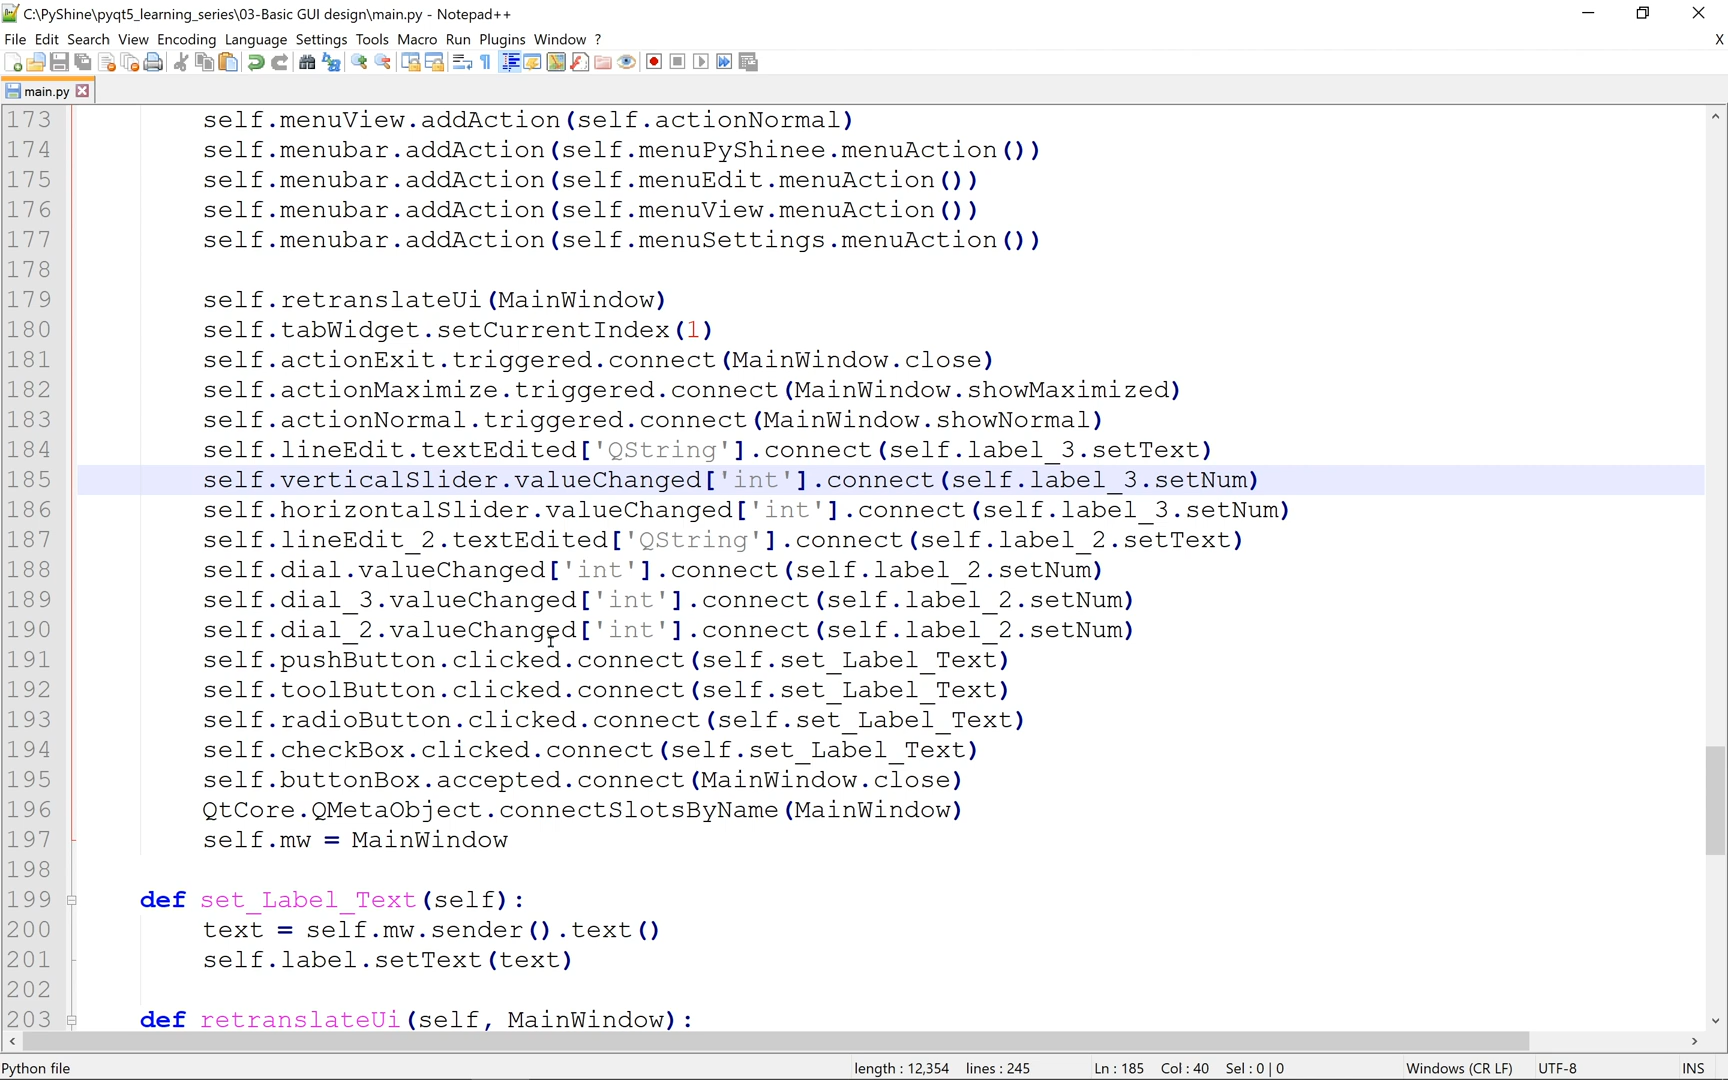 C:\PyShine\pyqt5_learning_series\03-Basic GUI design\main.py - Notepad++
File Edit Search View Encoding Language Settings Tools Macro Run Plugins Window ? X
main.py
173 self.menuView.addAction(self.actionNormal)
174 self.menubar.addAction(self.menuPyShinee.menuAction())
175 self.menubar.addAction(self.menuEdit.menuAction())
176 self.menubar.addAction(self.menuView.menuAction())
177 self.menubar.addAction(self.menuSettings.menuAction())
178
179 self.retranslateUi(MainWindow)
180 self.tabWidget.setCurrentIndex(1)
181 self.actionExit.triggered.connect(MainWindow.close)
182 self.actionMaximize.triggered.connect(MainWindow.showMaximized)
183 self.actionNormal.triggered.connect(MainWindow.showNormal)
184 self.lineEdit.textEdited['QString'].connect(self.label_3.setText)
185 self.verticalSlider.valueChanged['int'].connect(self.label_3.setNum)
186 self.horizontalSlider.valueChanged['int'].connect(self.label_3.setNum)
187 self.lineEdit_2.textEdited['QString'].connect(self.label_2.setText)
188 self.dial.valueChanged['int'].connect(self.label_2.setNum)
189 self.dial_3.valueChanged['int'].connect(self.label_2.setNum)
190 self.dial_2.valueChanged['int'].connect(self.label_2.setNum)
191 self.pushButton.clicked.connect(self.set_Label_Text)
192 self.toolButton.clicked.connect(self.set_Label_Text)
193 self.radioButton.clicked.connect(self.set_Label_Text)
194 self.checkBox.clicked.connect(self.set_Label_Text)
195 self.buttonBox.accepted.connect(MainWindow.close)
196 QtCore.QMetaObject.connectSlotsByName(MainWindow)
197 self.mw = MainWindow
198
199 def set_Label_Text(self):
200 text = self.mw.sender().text()
201 self.label.setText(text)
202
203 def retranslateUi(self, MainWindow):
Python file length : 12,354 lines : 245 Ln : 185 Col : 40 Sel : 0 | 0 Windows (CR LF) UTF-8 INS